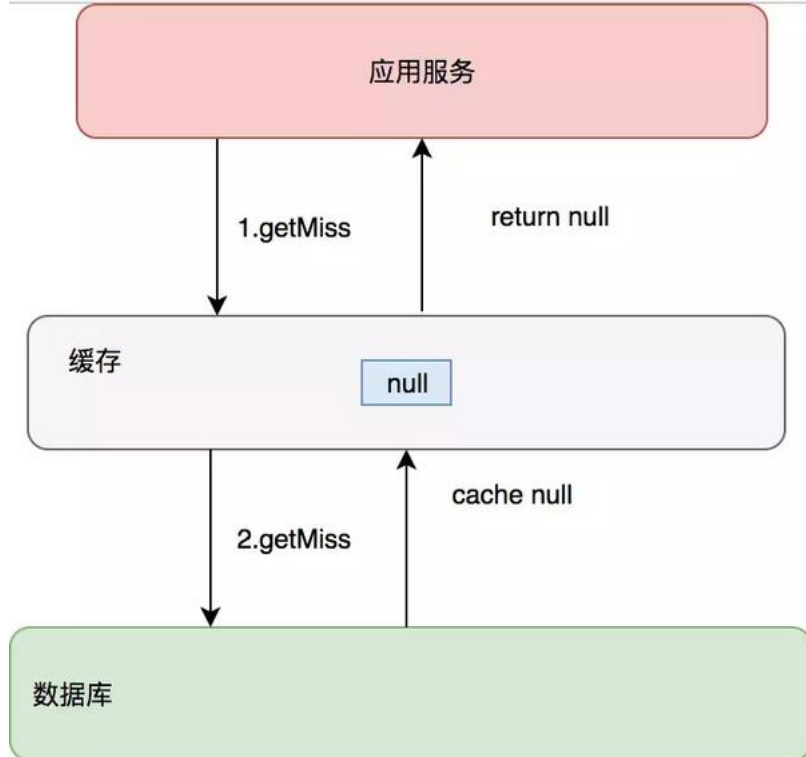 应用服务
1.getMiss
return null
缓存
null
cache null
2.getMiss
数据库